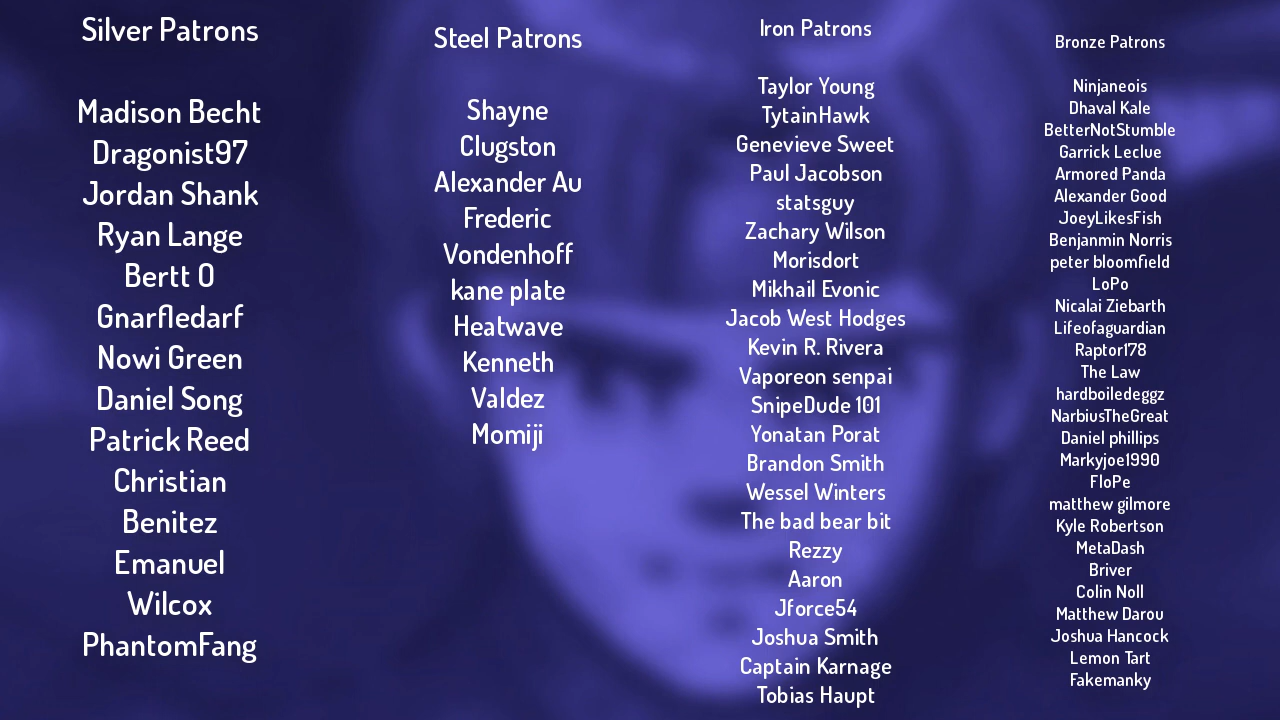 Silver Patrons
Madison Becht
Dragonist97
Jordan Shank
Ryan Lange
Bertt O
Gnarfledarf
Nowi Green
Daniel Song
Patrick Reed
Christian
Benitez
Emanuel
Wilcox
PhantomFang
Steel Patrons
Shayne
Clugston
Alexander Au
Frederic
Vondenhoff
kane plate
Heatwave
Kenneth
Valdez
Momiji
Iron Patrons
Taylor Young
TytainHawk
Genevieve Sweet
Paul Jacobson
statsguy
Zachary Wilson
Morisdort
Mikhail Evonic
Jacob West Hodges
Kevin R. Rivera
Vaporeon senpai
SnipeDude 101
Yonatan Porat
Brandon Smith
Wessel Winters
The bad bear bit
Rezzy
Aaron
Jforce54
Joshua Smith
Captain Karnage
Tobias Haupt
Bronze Patrons
Ninjaneois
Dhaval Kale
BetterNotStumble
Garrick Leclue
Armored Panda
Alexander Good
JoeyLikesFish
Benjanmin Norris
peter bloomfield
LoPo
Nicalai Ziebarth
Lifeofaguardian
Raptor178
The Law
hardboiledeggz
NarbiusTheGreat
Daniel phillips
Markyjoe1990
FloPe
matthew gilmore
Kyle Robertson
MetaDash
Briver
Colin Noll
Matthew Darou
Joshua Hancock
Lemon Tart
Fakemanky